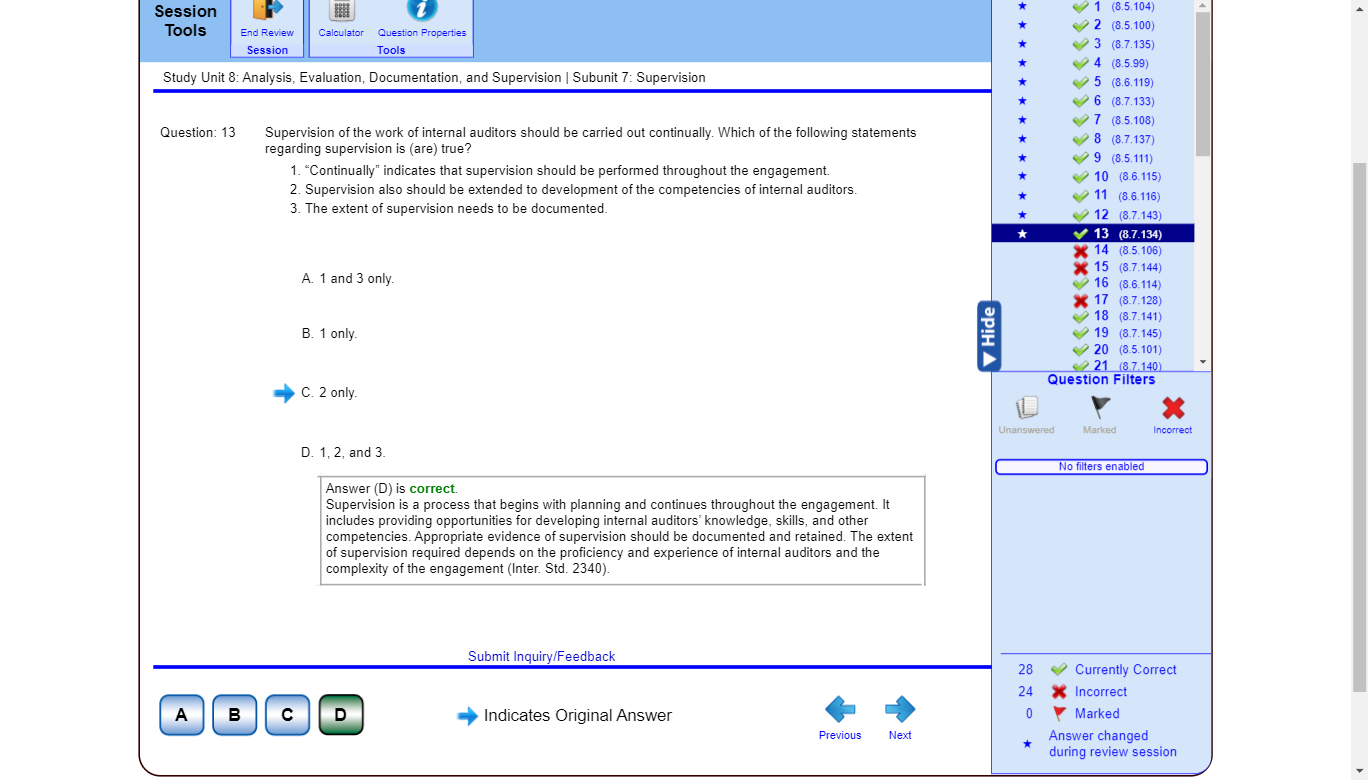 Session
Tools
End Review
Session
Calculator
Question Properties
Tools
Study Unit 8: Analysis, Evaluation, Documentation, and Supervision | Subunit 7: Supervision
Question: 13
Supervision of the work of internal auditors should be carried out continually. Which of the following statements
regarding supervision is (are) true?
1. “Continually” indicates that supervision should be performed throughout the engagement.
2. Supervision also should be extended to development of the competencies of internal auditors.
3. The extent of supervision needs to be documented.
A. 1 and 3 only.
B. 1 only.
C. 2 only.
D. 1, 2, and 3.
Answer (D) is correct.
Supervision is a process that begins with planning and continues throughout the engagement. It
includes providing opportunities for developing internal auditors’ knowledge, skills, and other
competencies. Appropriate evidence of supervision should be documented and retained. The extent
of supervision required depends on the proficiency and experience of internal auditors and the
complexity of the engagement (Inter. Std. 2340).
Submit Inquiry/Feedback
A
B
C
D
Indicates Original Answer
Previous
Next
1 (8.5.104)
2 (8.5.100)
3 (8.7.135)
4 (8.5.99)
5 (8.6.119)
6 (8.7.133)
7 (8.5.108)
8 (8.7.137)
9 (8.5.111)
10 (8.6.115)
11 (8.6.116)
12 (8.7.143)
13 (8.7.134)
14 (8.5.106)
15 (8.7.144)
16 (8.6.114)
17 (8.7.128)
18 (8.7.141)
19 (8.7.145)
20 (8.5.101)
21 (8.7.140)
Hide
Question Filters
Unanswered
Marked
Incorrect
No filters enabled
28 Currently Correct
24 Incorrect
0 Marked
Answer changed
during review session